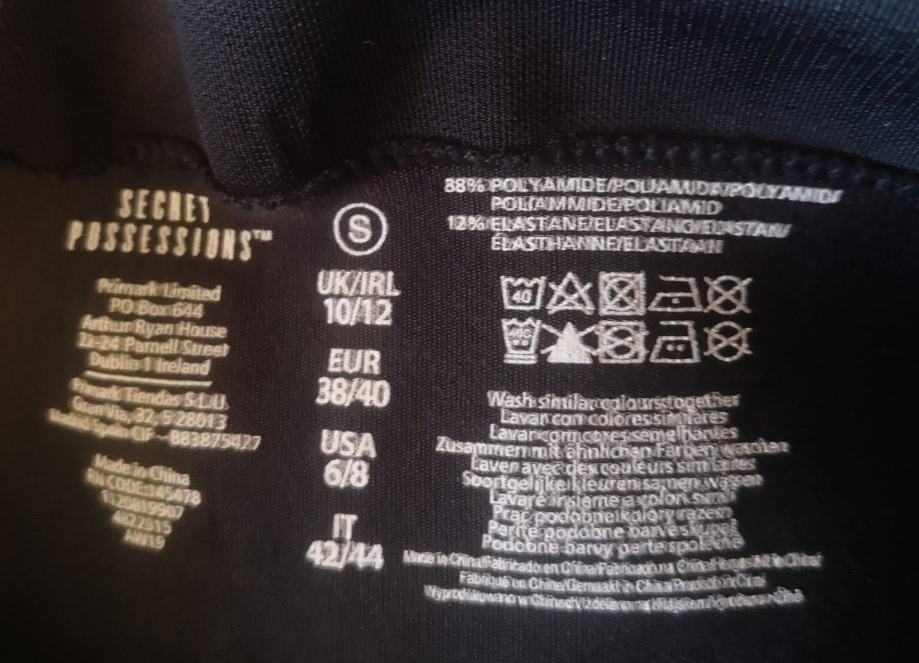 SECRET
POSSESSIONS™
Primark Limited
PO Box 644
Arthur Ryan House
22-24 Parnell Street
Dublin 1 Ireland
Primark Tiendas S.L.U.
Gran Via, 32, 5 28013
Madrid Spain CIF - B83875427
Made in China
RN CODE:145478
4022315
AW19
S
UK/IRL
10/12
EUR
38/40
USA
6/8
IT
42/44
88% POLYAMIDE/POLIAMIDA/POLYAMID/
POLIAMMIDE/POLIAMID
12% ELASTANE/ELASTANO/ELASTAN/
ÉLASTHANNE/ELASTAAN
40
Wash similar colours together
Lavar con colores similares
Lavar com cores semelhantes
Zusammen mit ähnlichen Farben waschen
Laver avec des couleurs similaires
Soortgelijke kleuren samen wassen
Lavare insieme a colori simili
Prać podobne kolory razem
Perite podobne barve skupaj
Podobné barvy perte společně
Made in China/Fabricado en China/Fabricado na China/Hergestellt in China/
Fabriqué en Chine/Gemaakt in China/Prodotto in Cina/
Wyprodukowano w Chinach/